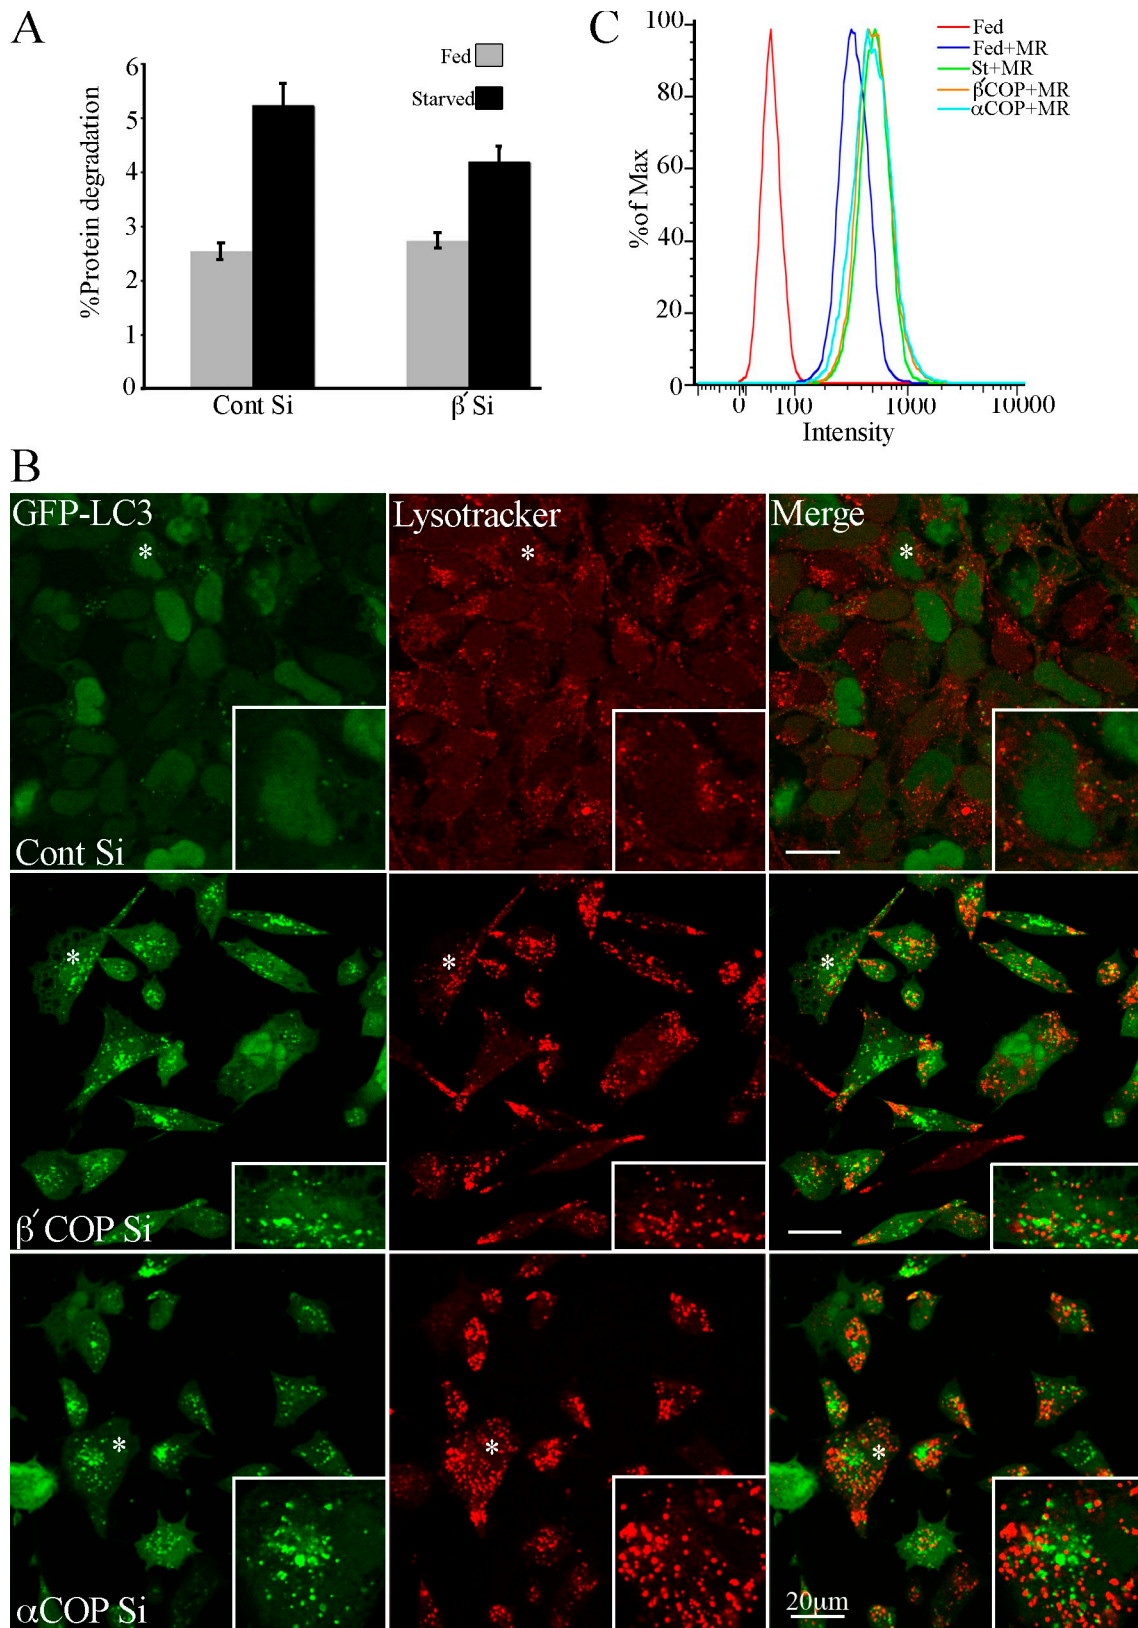 A
Fed
Starved
%Protein degradation
6
5
4
3
2
1
0
Cont Si
β´Si
C
Fed
Fed+MR
St+MR
β´COP+MR
αCOP+MR
%of Max
100
80
60
40
20
0
0 100 1000 10000
Intensity
B
GFP-LC3 Lysotracker Merge
* * *
Cont Si
* * *
β´COP Si
* * *
αCOP Si
20μm